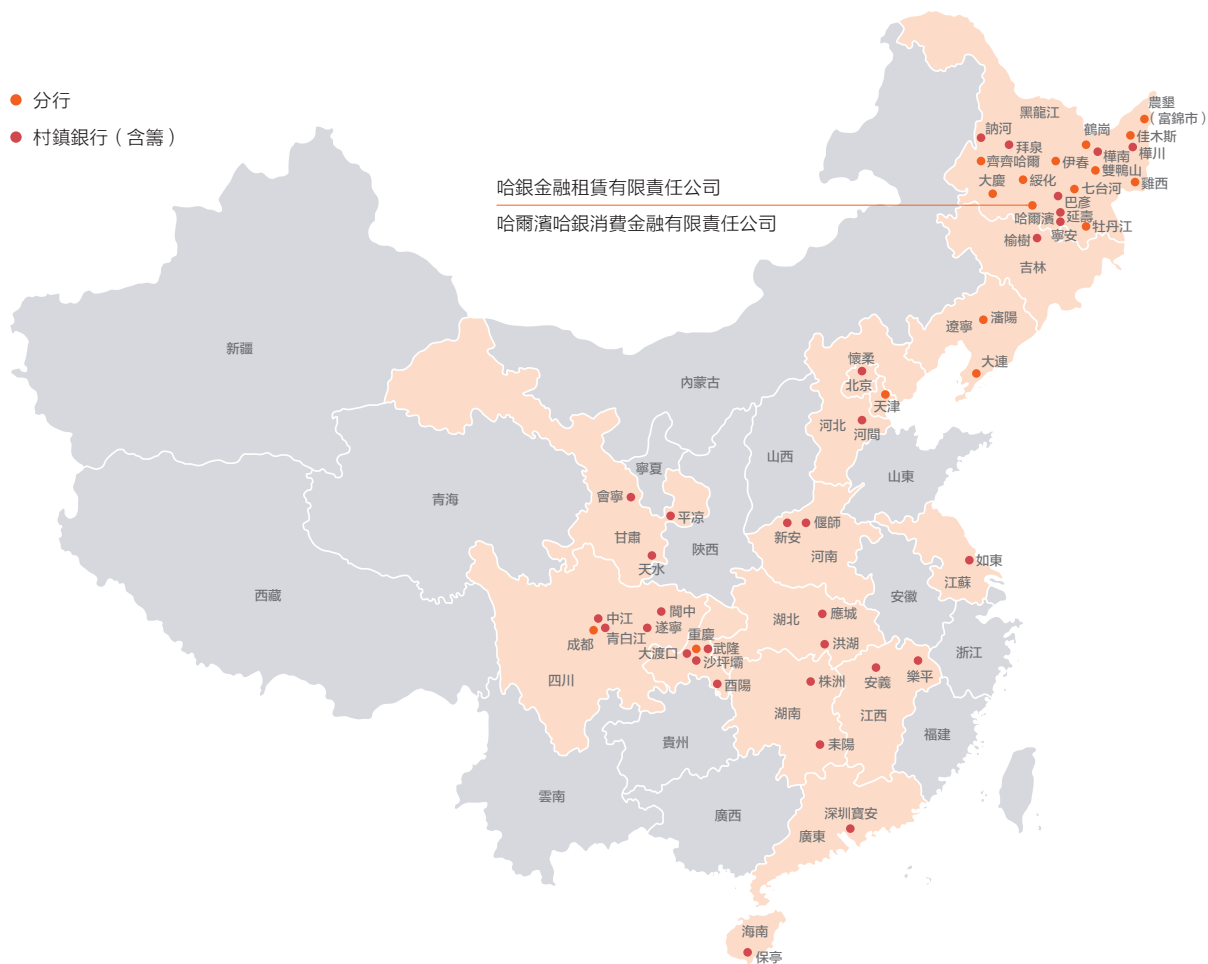 分行
村鎮銀行（含籌）
哈銀金融租賃有限責任公司
哈爾濱哈銀消費金融有限責任公司
農墾
（富錦市）
黑龍江
訥河
鶴崗
佳木斯
拜泉
樺南
樺川
齊齊哈爾
伊春
雙鴨山
大慶
綏化
七台河
雞西
巴彥
哈爾濱
延壽
寧安
牡丹江
榆樹
吉林
遼寧
瀋陽
大連
新疆
內蒙古
懷柔
北京
天津
河北
河間
山西
山東
寧夏
青海
會寧
平凉
甘肅
天水
陝西
新安
偃師
河南
如東
江蘇
安徽
西藏
中江
閬中
成都
青白江
遂寧
重慶
大渡口
武隆
沙坪壩
四川
酉陽
湖北
應城
洪湖
浙江
株洲
安義
樂平
湖南
江西
耒陽
福建
貴州
雲南
廣西
深圳寶安
廣東
海南
保亭